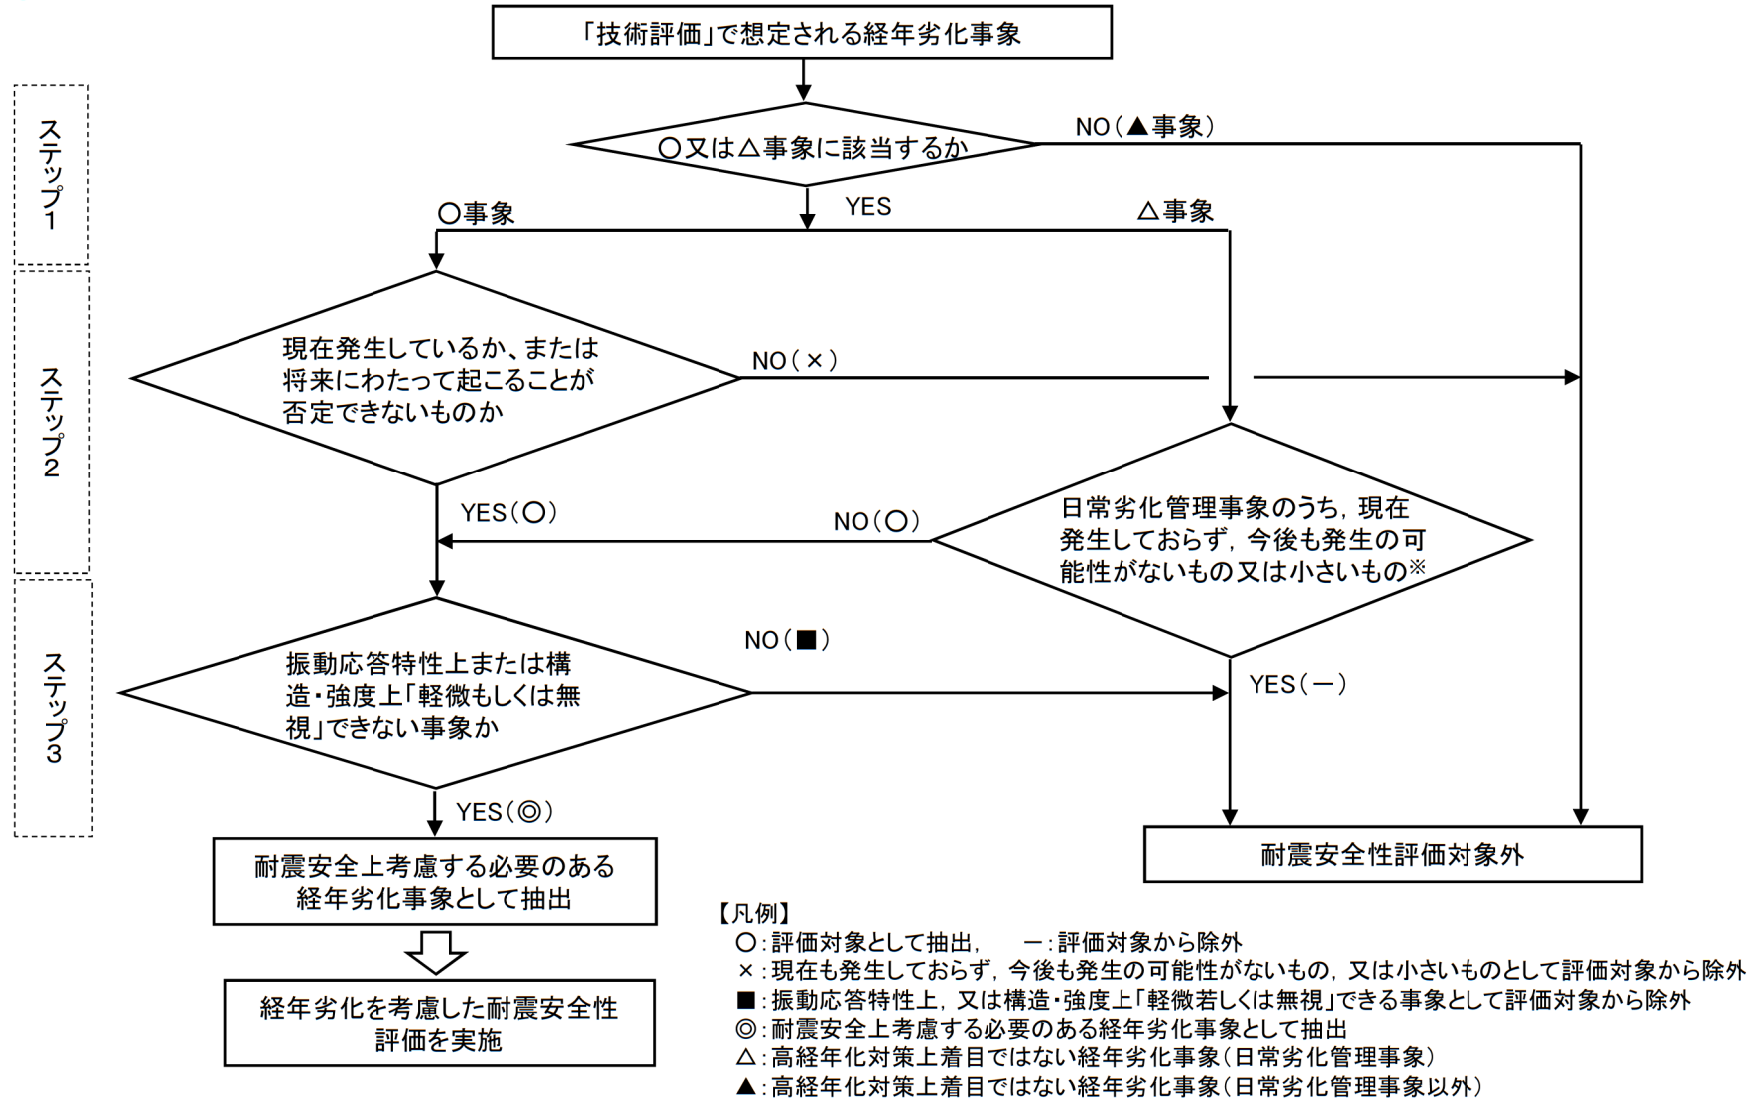 「技術評価」で想定される経年劣化事象
ステップ1
○又は△事象に該当するか
NO(▲事象)
YES
○事象
△事象
ステップ2
現在発生しているか、または
将来にわたって起こることが
否定できないものか
NO(×)
YES(○)
NO(○)
日常劣化管理事象のうち，現在
発生しておらず，今後も発生の可
能性がないもの又は小さいもの※
ステップ3
振動応答特性上または構
造・強度上「軽微もしくは無
視」できない事象か
NO(■)
YES(－)
YES(◎)
耐震安全上考慮する必要のある
経年劣化事象として抽出
耐震安全性評価対象外
経年劣化を考慮した耐震安全性
評価を実施
【凡例】
○：評価対象として抽出， －：評価対象から除外
×：現在も発生しておらず，今後も発生の可能性がないもの，又は小さいものとして評価対象から除外
■：振動応答特性上，又は構造・強度上「軽微若しくは無視」できる事象として評価対象から除外
◎：耐震安全上考慮する必要のある経年劣化事象として抽出
△：高経年化対策上着目ではない経年劣化事象(日常劣化管理事象)
▲：高経年化対策上着目ではない経年劣化事象(日常劣化管理事象以外)